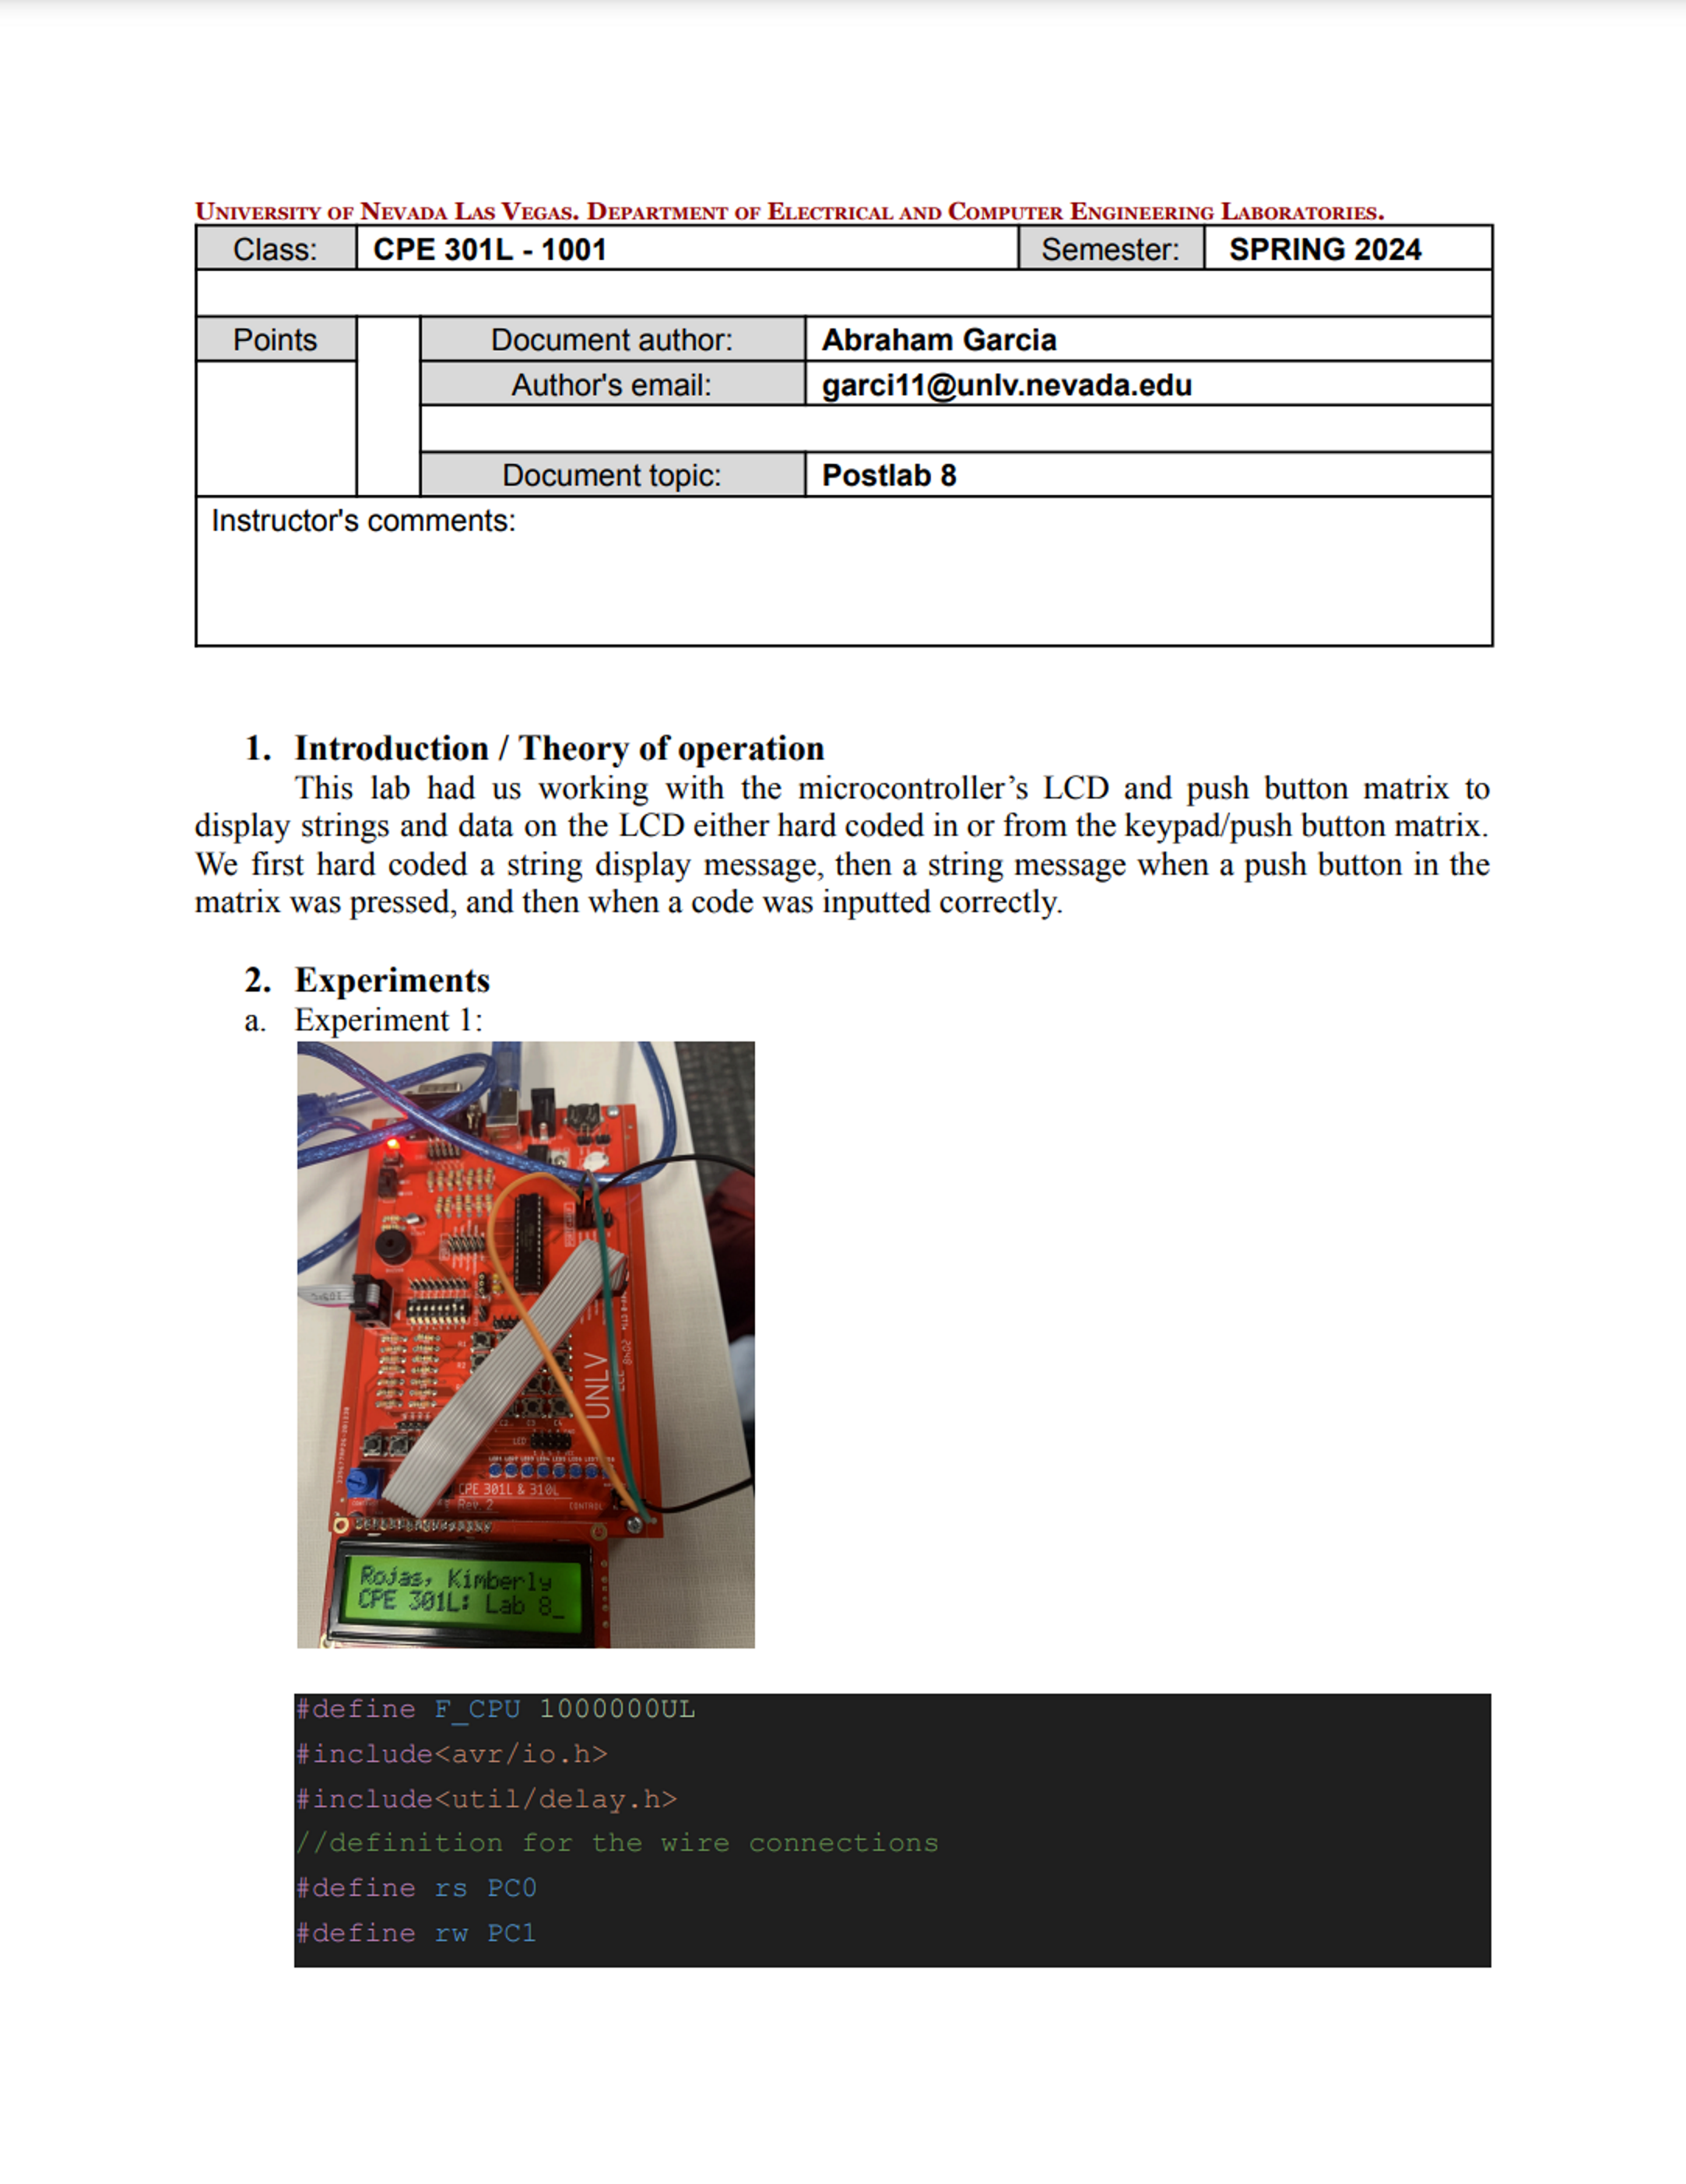 UNIVERSITY OF NEVADA LAS VEGAS. DEPARTMENT OF ELECTRICAL AND COMPUTER ENGINEERING LABORATORIES.
Class: CPE 301L - 1001 Semester: SPRING 2024
Points Document author: Abraham Garcia
Author's email: garci11@unlv.nevada.edu
Document topic: Postlab 8
Instructor's comments:
1. Introduction / Theory of operation
This lab had us working with the microcontroller’s LCD and push button matrix to
display strings and data on the LCD either hard coded in or from the keypad/push button matrix.
We first hard coded a string display message, then a string message when a push button in the
matrix was pressed, and then when a code was inputted correctly.
2. Experiments
a. Experiment 1:
UNLV
LED
CPE 301L & 310L
Rev. 2
CONTROL
Rojas, Kimberly
CPE 301L: Lab 8_
#define F_CPU 1000000UL
#include<avr/io.h>
#include<util/delay.h>
//definition for the wire connections
#define rs PC0
#define rw PC1